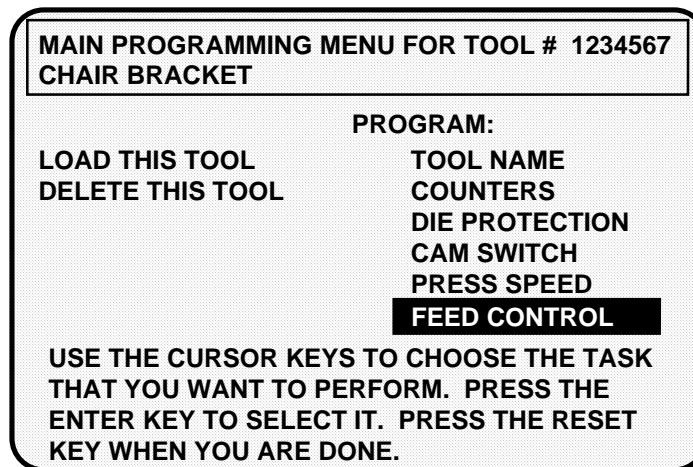 MAIN PROGRAMMING MENU FOR TOOL # 1234567
CHAIR BRACKET
PROGRAM:
LOAD THIS TOOL TOOL NAME
DELETE THIS TOOL COUNTERS
DIE PROTECTION
CAM SWITCH
PRESS SPEED
FEED CONTROL
USE THE CURSOR KEYS TO CHOOSE THE TASK
THAT YOU WANT TO PERFORM. PRESS THE
ENTER KEY TO SELECT IT. PRESS THE RESET
KEY WHEN YOU ARE DONE.